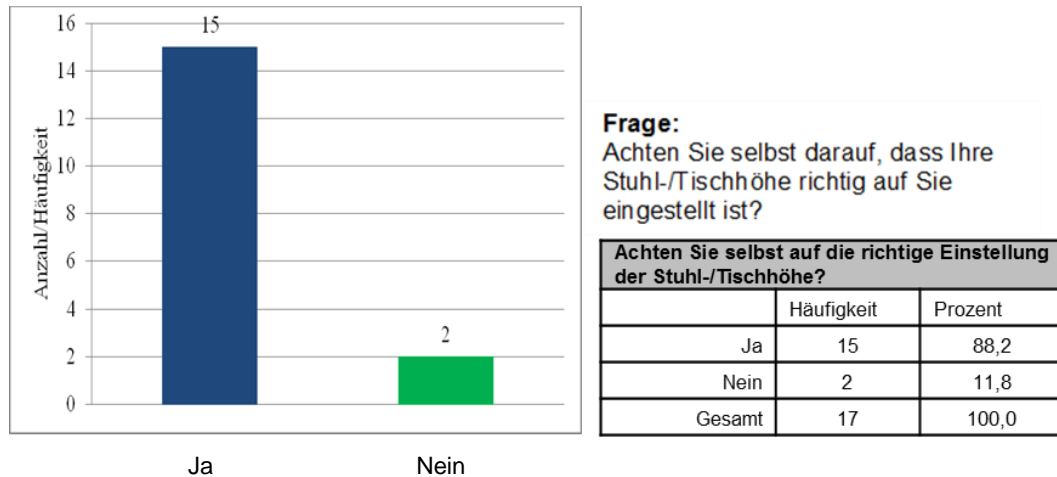 16
14
12
10
8
6
4
2
0
Anzahl/Häufigkeit
15
2
Ja Nein
Frage:
Achten Sie selbst darauf, dass Ihre
Stuhl-/Tischhöhe richtig auf Sie
eingestellt ist?
Achten Sie selbst auf die richtige Einstellung
der Stuhl-/Tischhöhe?
Häufigkeit Prozent
Ja 15 88,2
Nein 2 11,8
Gesamt 17 100,0